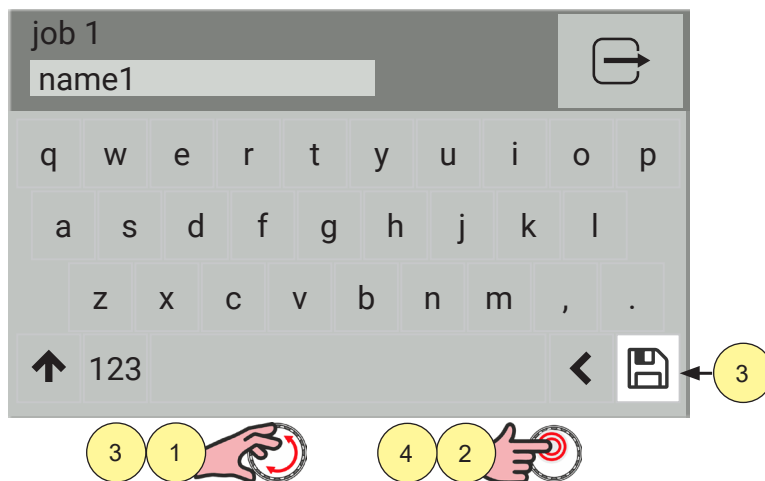 job 1
name1
q w e r t y u i o p
a s d f g h j k l
z x c v b n m , .
123
3
3 1 4 2